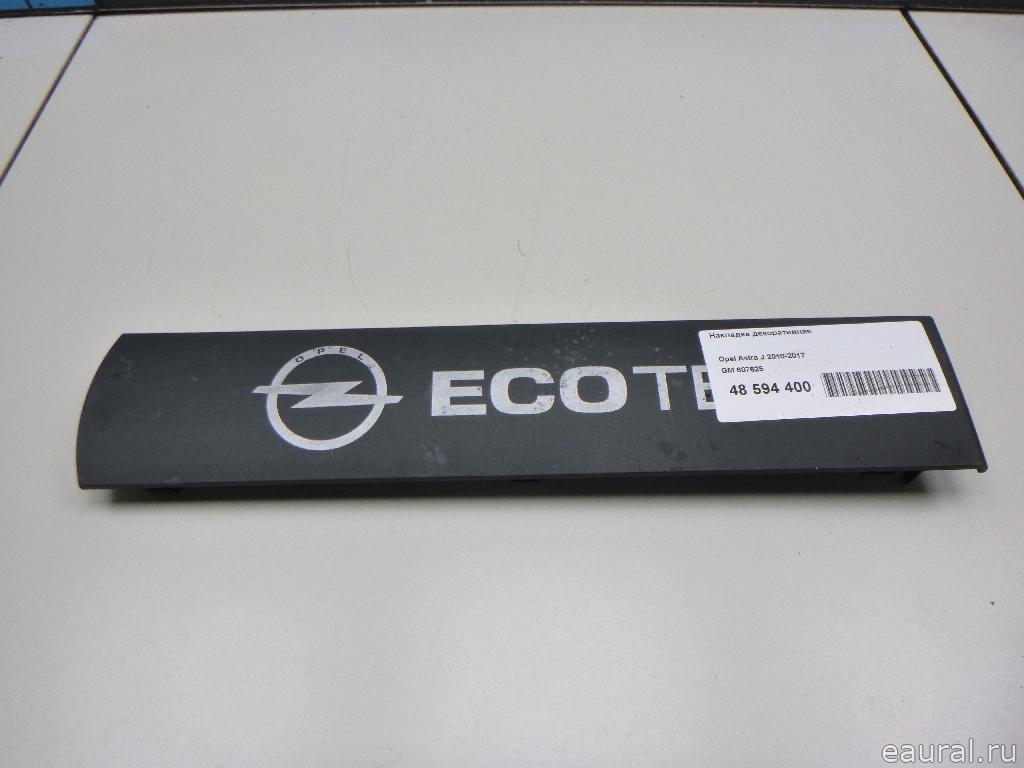 OPEL
ECOTE
Накладка декоративная
Opel Astra J 2010-2017
GM 607625
48 594 400
eaural.ru